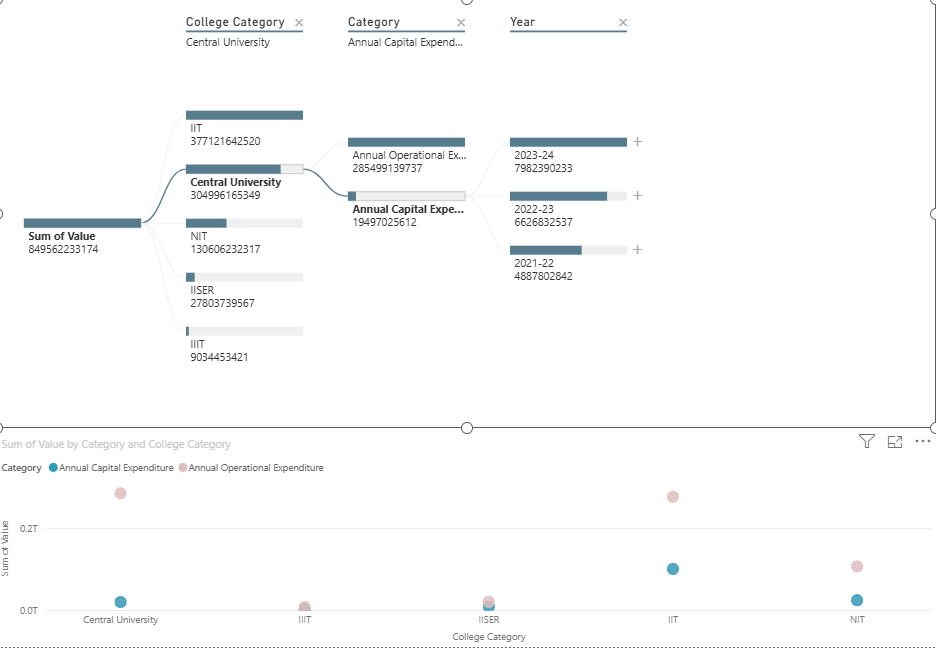 College Category ×
Category ×
Year ×
Central University
Annual Capital Expend...
IIT
377121642520
Central University
304996165349
NIT
130606232317
IISER
27803739567
IIIT
9034453421
Sum of Value
849562233174
Annual Operational Ex...
285499139737
Annual Capital Expe...
19497025612
2023-24
7982390233
2022-23
6626832537
2021-22
4887802842
Sum of Value by Category and College Category
Category Annual Capital Expenditure Annual Operational Expenditure
Sum of Value
0.2T
0.0T
Central University IIIT IISER IIT NIT
College Category